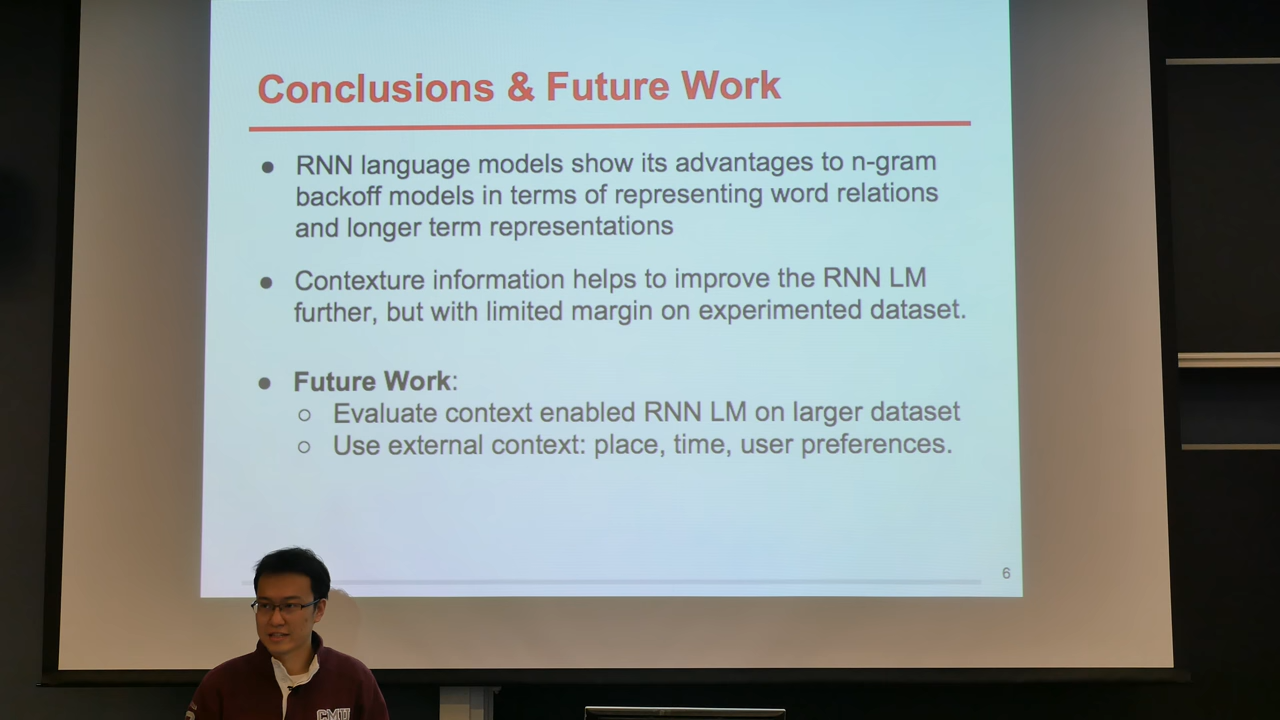 Conclusions & Future Work
● RNN language models show its advantages to n-gram
backoff models in terms of representing word relations
and longer term representations
● Contexture information helps to improve the RNN LM
further, but with limited margin on experimented dataset.
● Future Work:
○ Evaluate context enabled RNN LM on larger dataset
○ Use external context: place, time, user preferences.
6
CMU